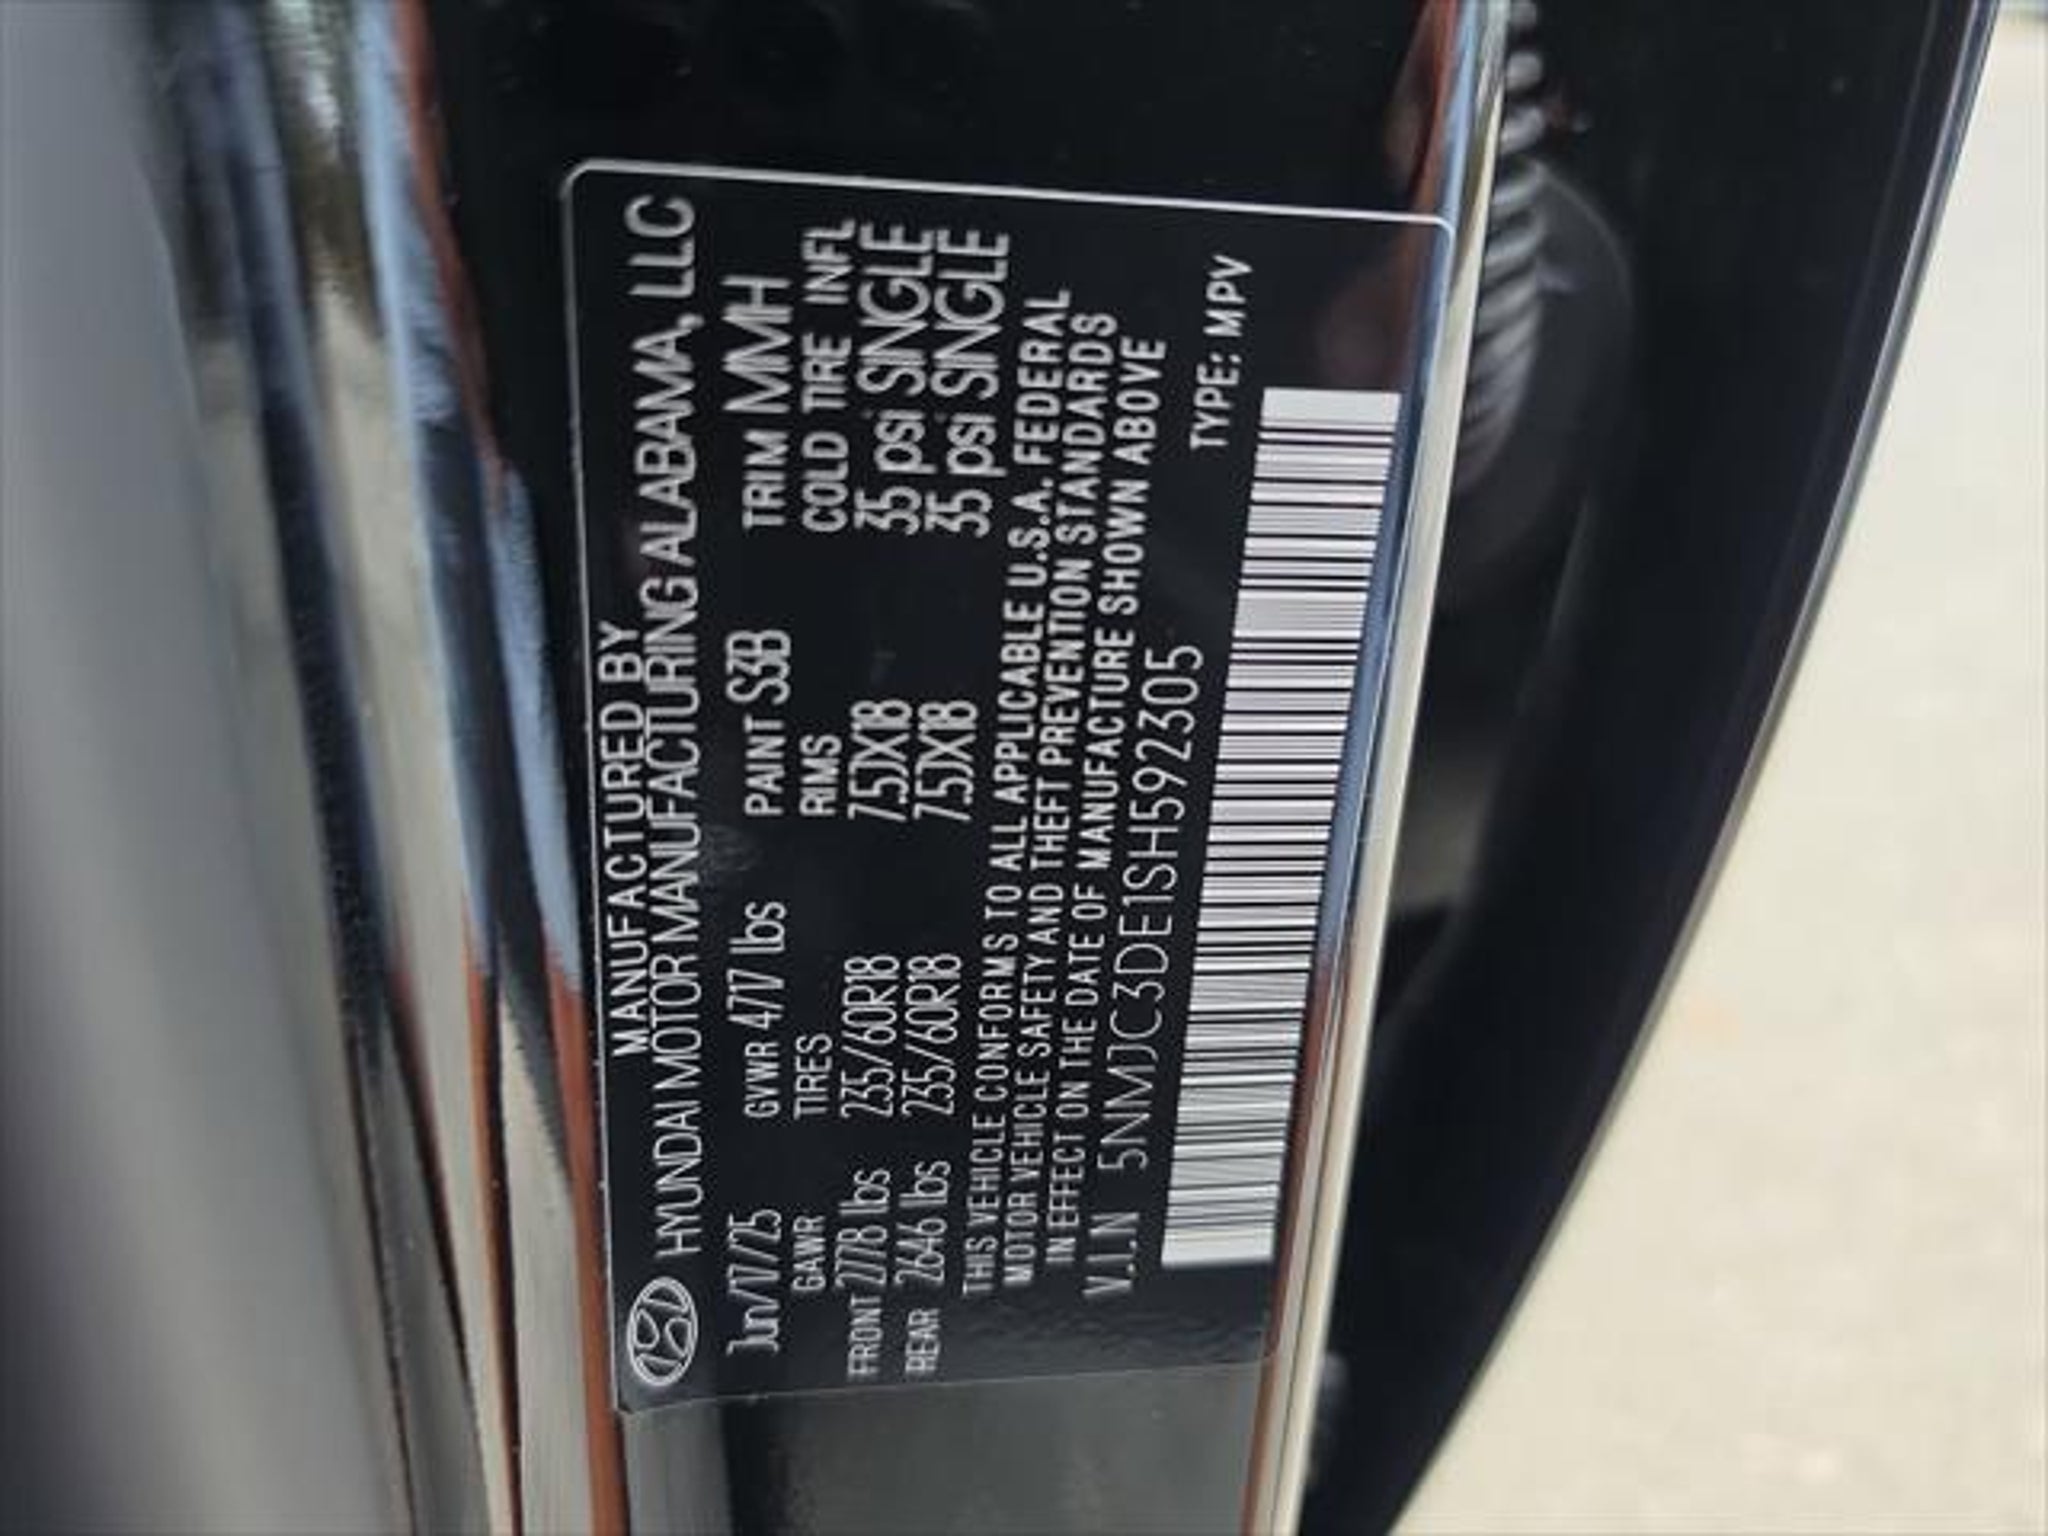 MANUFACTURED BY
HYUNDAI MOTOR MANUFACTURING ALABAMA, LLC
Jun/17/25 GVWR 4717 lbs PAINT S3B TRIM MMH
GAWR TIRES RIMS COLD TIRE INFL
FRONT 2778 lbs 235/60R18 7.5JX18 35 psi SINGLE
REAR 2646 lbs 235/60R18 7.5JX18 35 psi SINGLE
THIS VEHICLE CONFORMS TO ALL APPLICABLE U.S.A. FEDERAL
MOTOR VEHICLE SAFETY AND THEFT PREVENTION STANDARDS
IN EFFECT ON THE DATE OF MANUFACTURE SHOWN ABOVE
V.I.N 5NMJC3DE1SH592305 TYPE: MPV